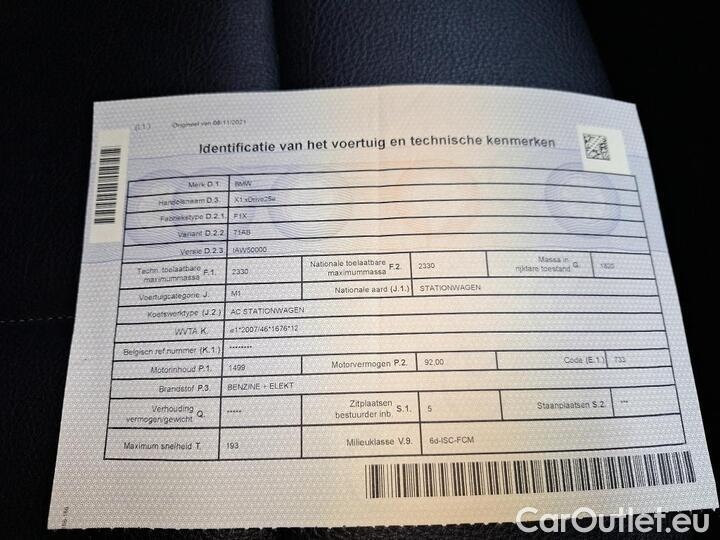 (I.1.) Origineel van 08/11/2021
Identificatie van het voertuig en technische kenmerken
Merk D.1. BMW
Handelsnaam D.3. X1 xDrive25e
Fabriekstype D.2.1. F1X
Variant D.2.2. 71AB
Versie D.2.3. IAW50000
Techn. toelaatbare maximummassa F.1. 2330 Nationale toelaatbare maximummassa F.2. 2330 Massa in rijklare toestand G. 1820
Voertuigcategorie J. M1 Nationale aard (J.1.) STATIONWAGEN
Koetswerktype (J.2.) AC STATIONWAGEN
WVTA K. e1*2007/46*1676*12
Belgisch ref.nummer (K.1.) ********
Motorinhoud P.1. 1499 Motorvermogen P.2. 92,00 Code (E.1.) 733
Brandstof P.3. BENZINE + ELEKT
Verhouding vermogen/gewicht Q. ***** Zitplaatsen bestuurder inb. S.1. 5 Staanplaatsen S.2. ***
Maximum snelheid T. 193 Milieuklasse V.9. 6d-ISC-FCM
CarOutlet.eu